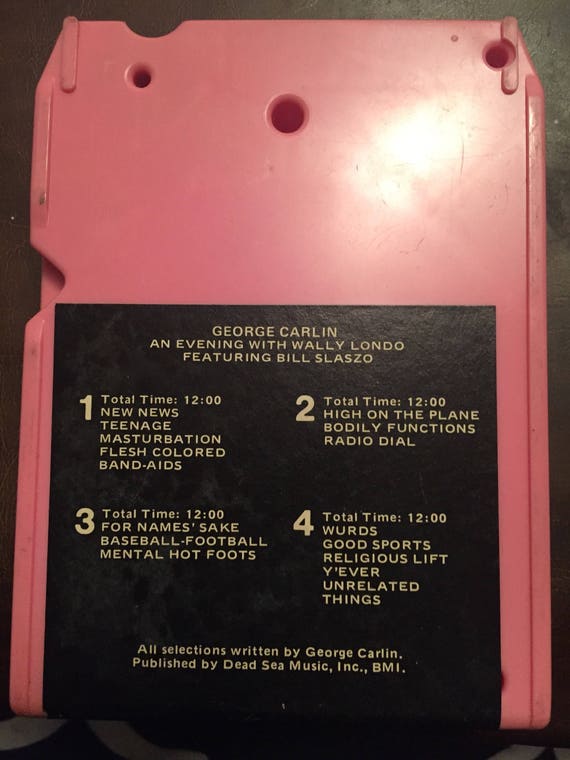 GEORGE CARLIN
AN EVENING WITH WALLY LONDO
FEATURING BILL SLASZO
1 Total Time: 12:00
NEW NEWS
TEENAGE
MASTURBATION
FLESH COLORED
BAND-AIDS
2 Total Time: 12:00
HIGH ON THE PLANE
BODILY FUNCTIONS
RADIO DIAL
3 Total Time: 12:00
FOR NAMES' SAKE
BASEBALL-FOOTBALL
MENTAL HOT FOOTS
4 Total Time: 12:00
WURDS
GOOD SPORTS
RELIGIOUS LIFT
Y'EVER
UNRELATED
THINGS
All selections written by George Carlin.
Published by Dead Sea Music, Inc., BMI.